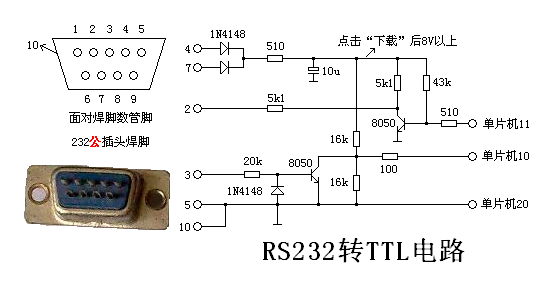 1 2 3 4 5
10
6 7 8 9
面对焊脚数管脚
232公插头焊脚
1N4148
4
7
510
点击“下载”后8V以上
10u
5k1
43k
2
5k1
8050
510
单片机11
16k
3
20k
8050
100
单片机10
1N4148
16k
5
单片机20
10
RS232转TTL电路